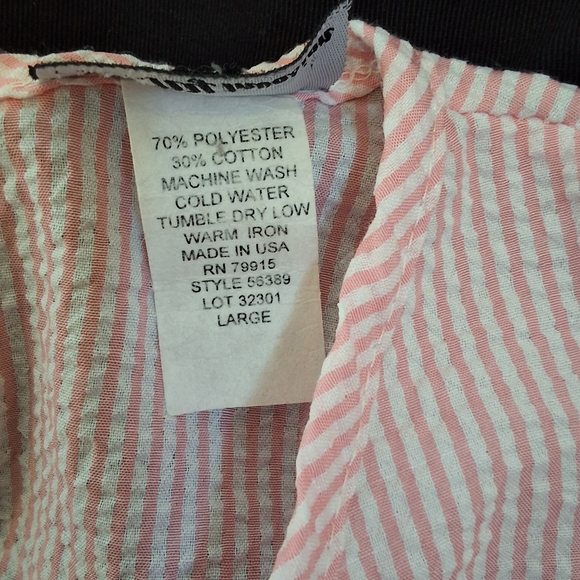 70% POLYESTER
30% COTTON
MACHINE WASH
COLD WATER
TUMBLE DRY LOW
WARM IRON
MADE IN USA
RN 79915
STYLE 56389
LOT 32301
LARGE